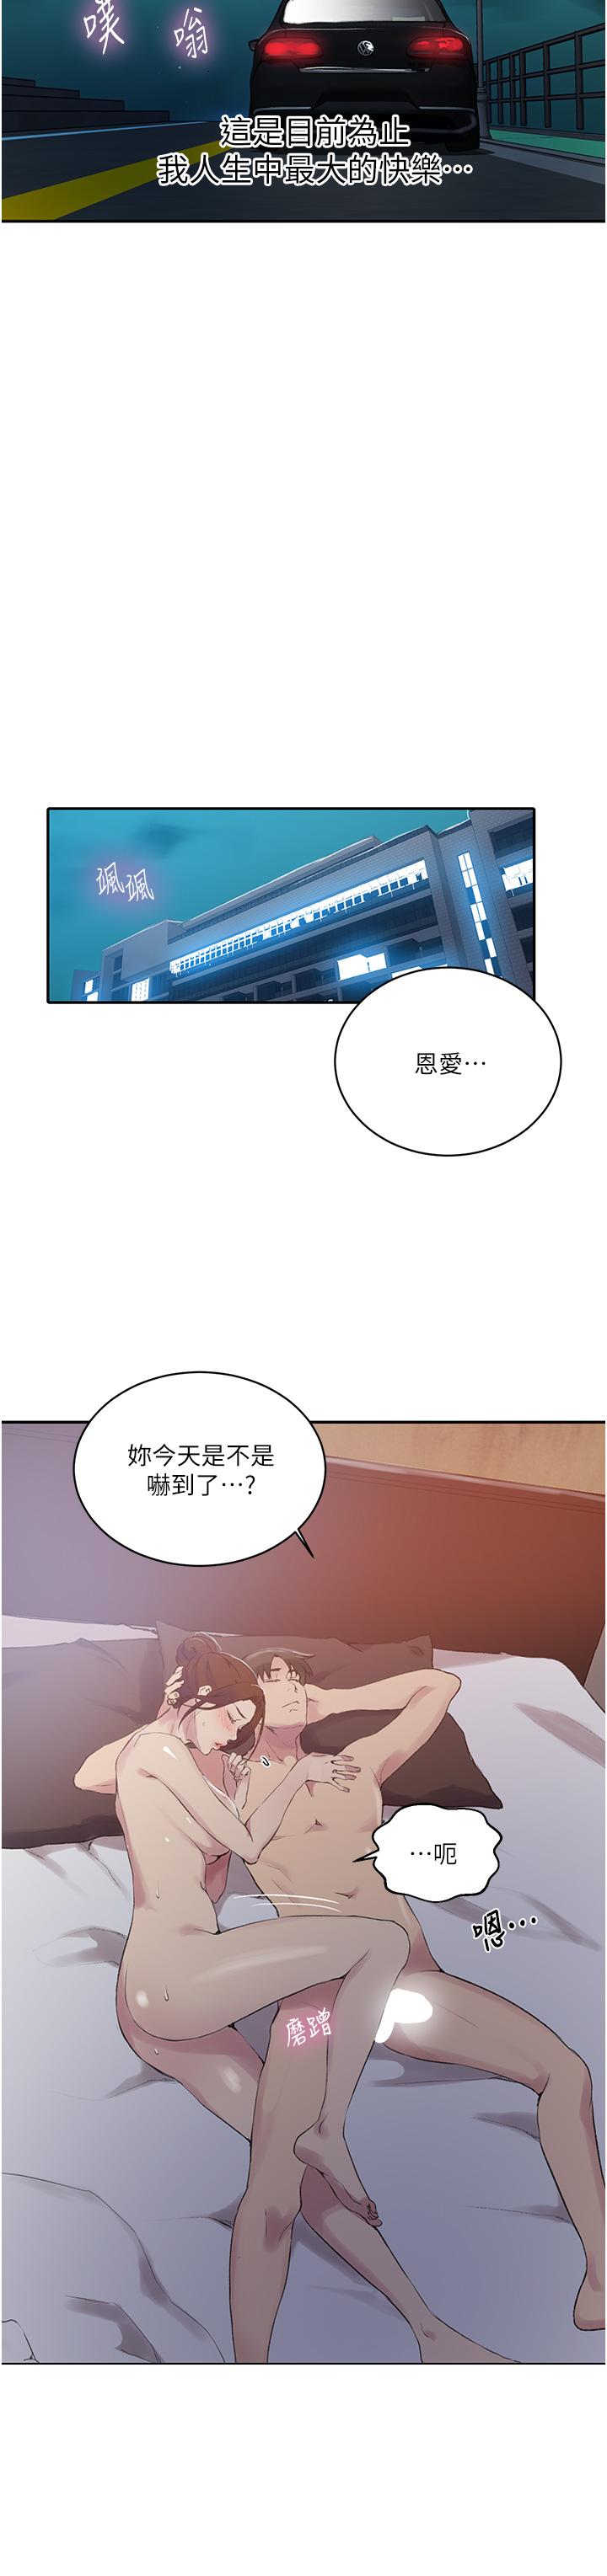 噗
嗡
這是目前為止
我人生中最大的快樂⋯
颯颯
恩愛⋯
妳今天是不是
嚇到了⋯?
⋯呃
嗯⋯
磨蹭